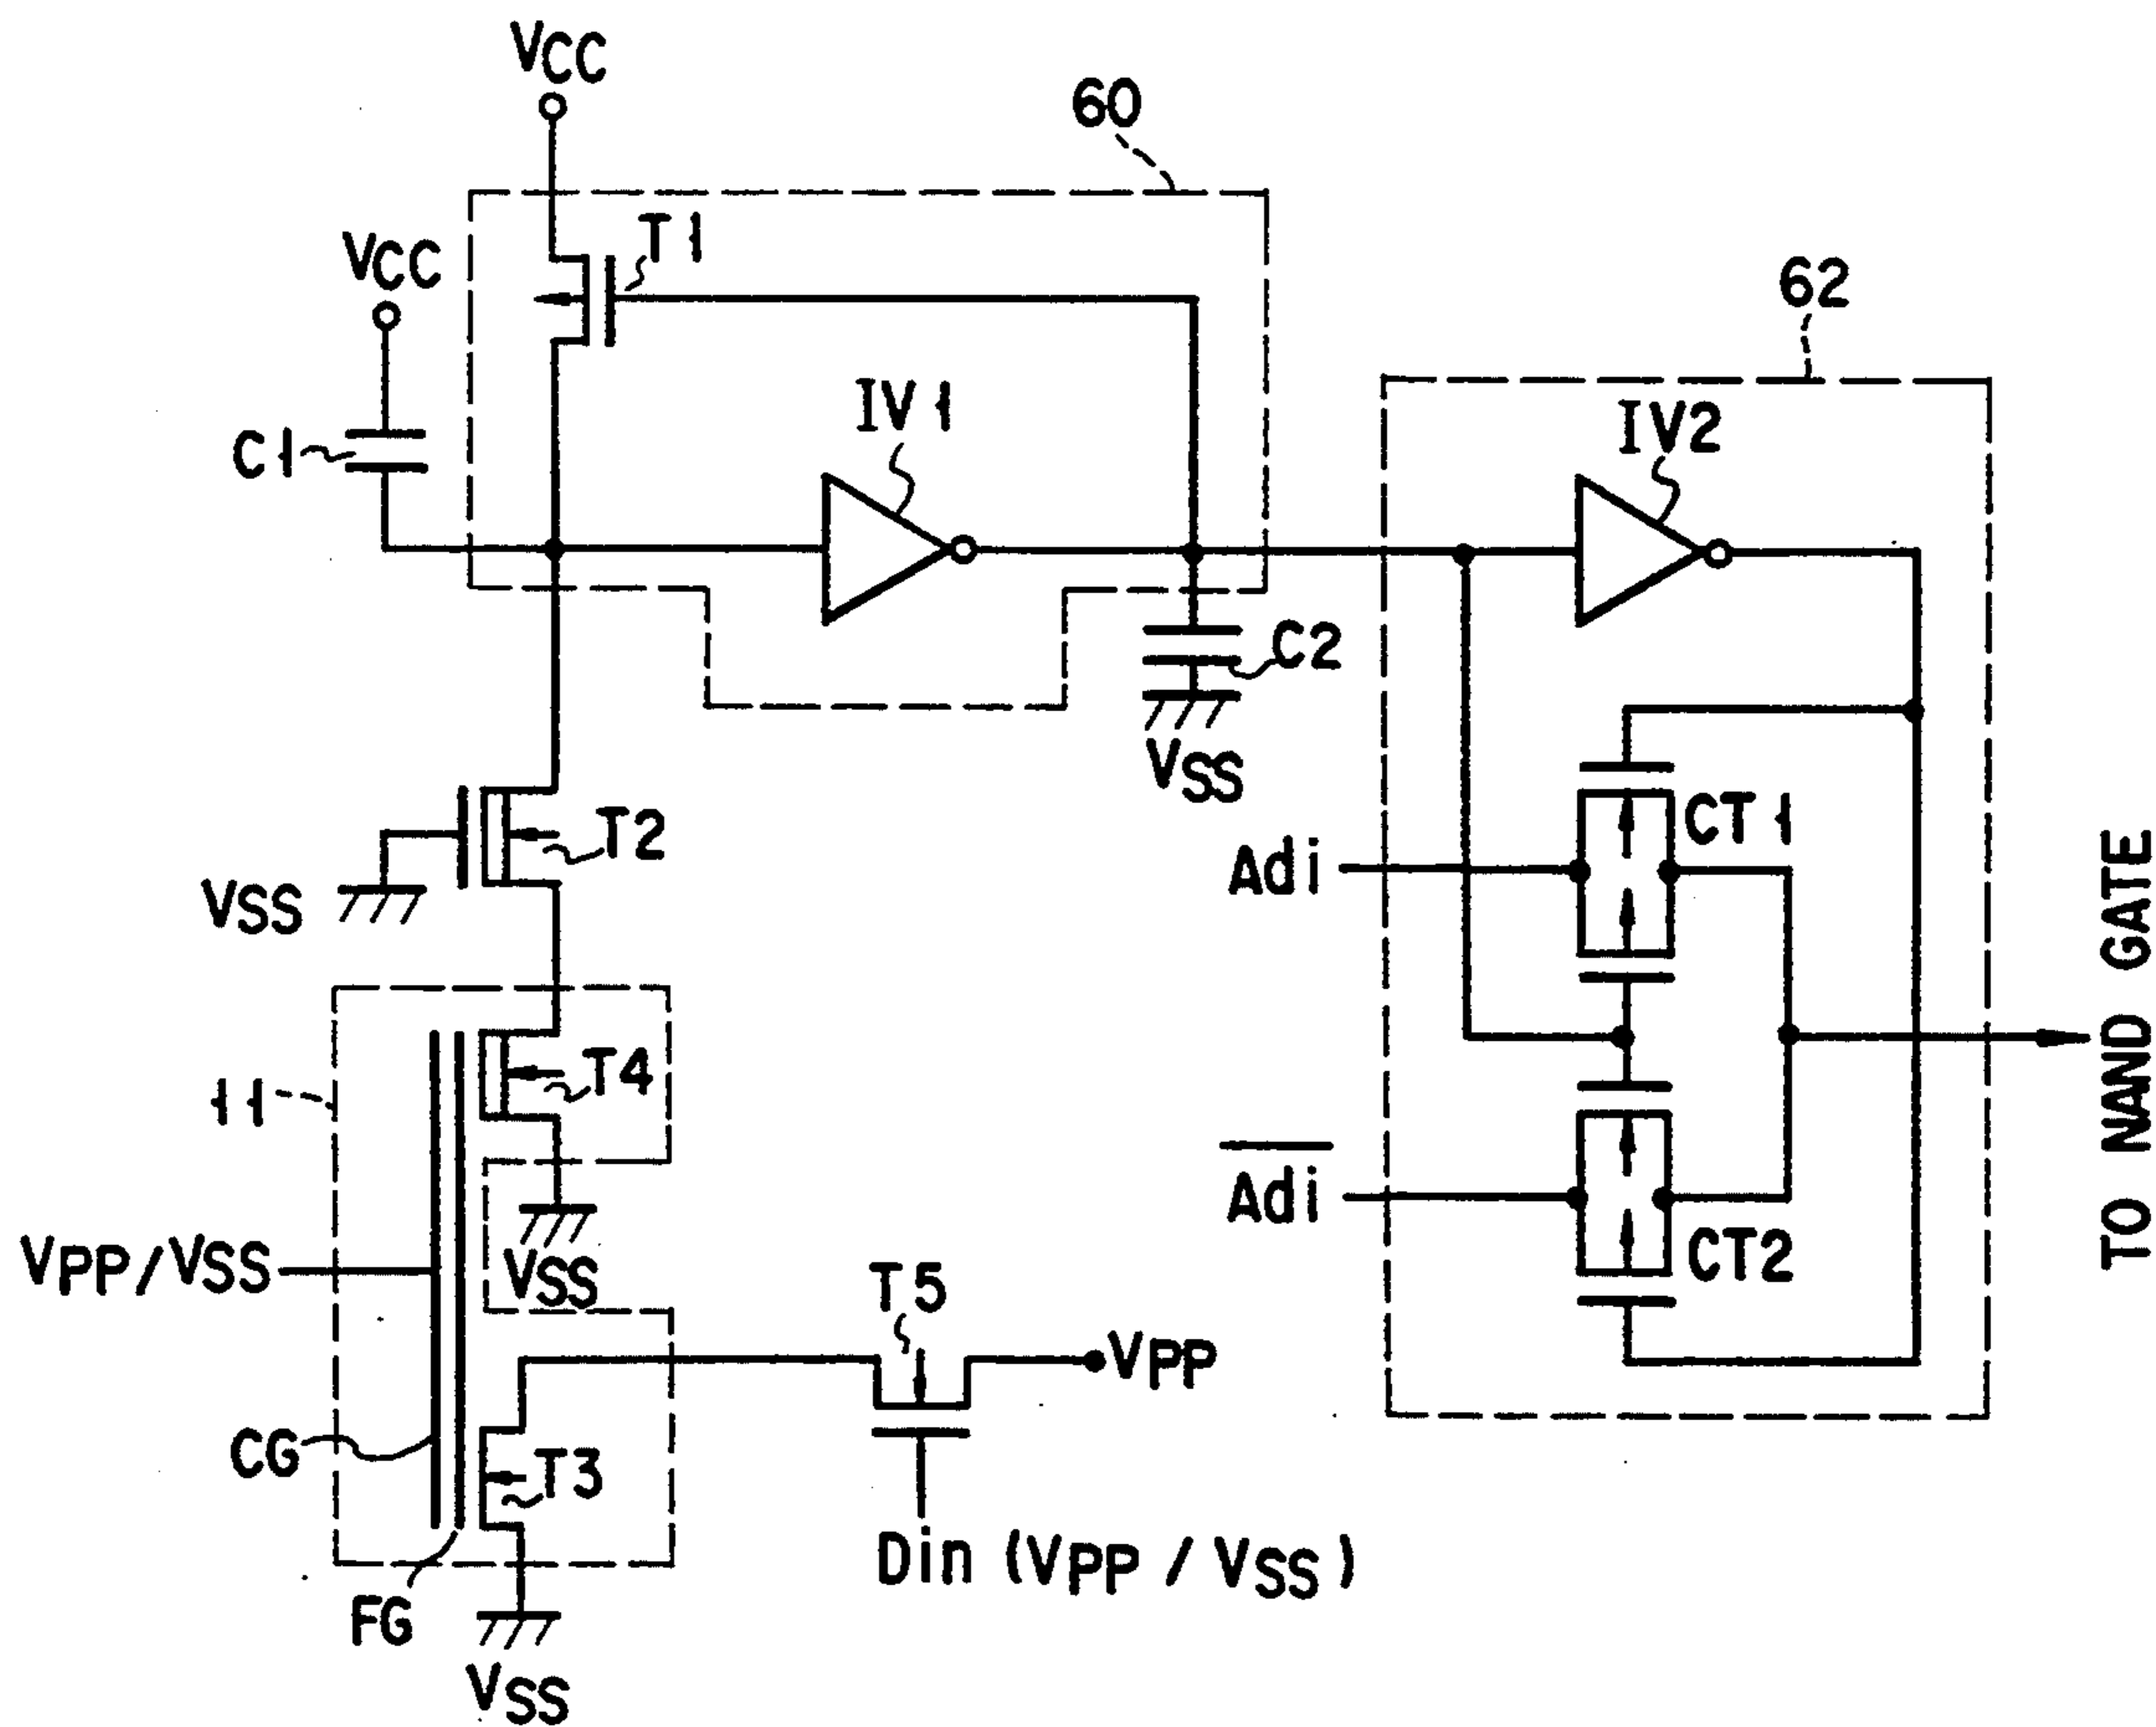 VCC
60
T1
VCC
62
IV1
IV2
C1
C2
VSS
CT1
T2
Adi
VSS
T4
11
A̅d̅i̅
VSS
CT2
VPP/VSS
T5
VPP
CG
T3
Din (VPP / VSS)
FG
VSS
TO NAND GATE